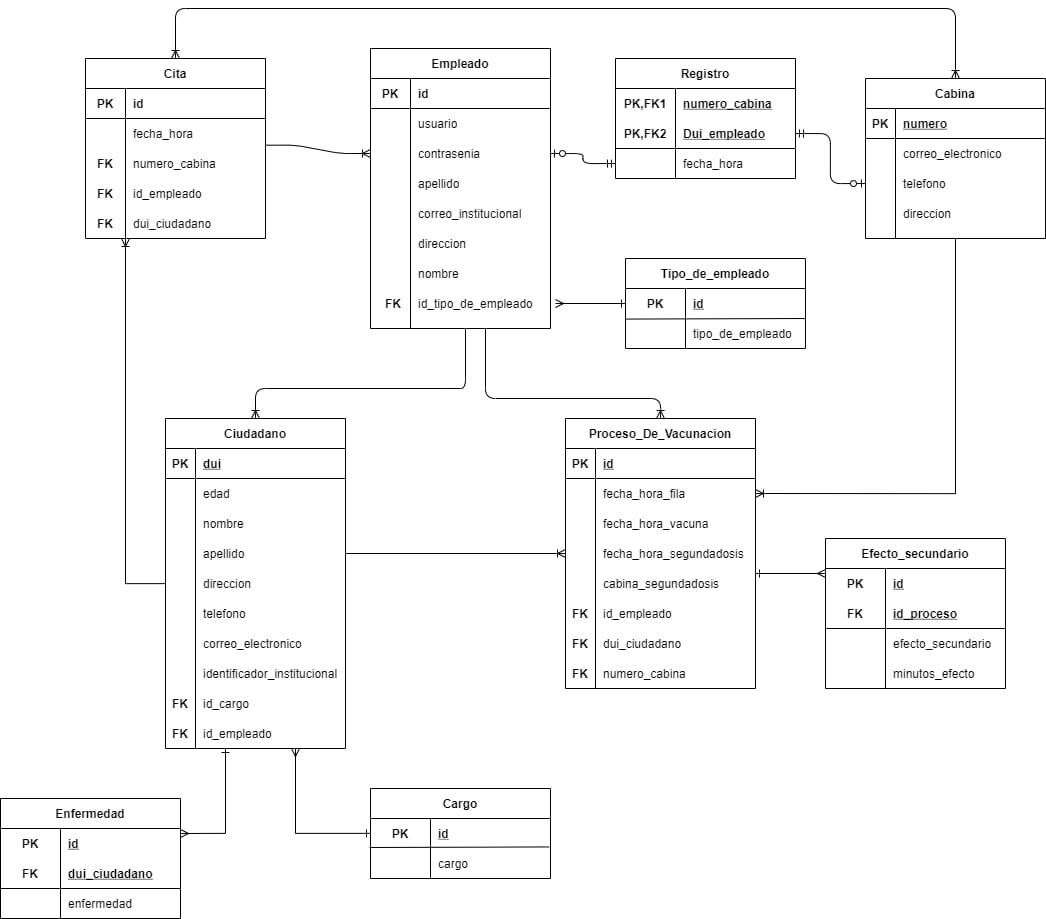 Cita
PK id
fecha_hora
FK numero_cabina
FK id_empleado
FK dui_ciudadano
Empleado
PK id
usuario
contrasenia
apellido
correo_institucional
direccion
nombre
FK id_tipo_de_empleado
Registro
PK,FK1 numero_cabina
PK,FK2 Dui_empleado
fecha_hora
Cabina
PK numero
correo_electronico
telefono
direccion
Tipo_de_empleado
PK id
tipo_de_empleado
Ciudadano
PK dui
edad
nombre
apellido
direccion
telefono
correo_electronico
identificador_institucional
FK id_cargo
FK id_empleado
Proceso_De_Vacunacion
PK id
fecha_hora_fila
fecha_hora_vacuna
fecha_hora_segundadosis
cabina_segundadosis
FK id_empleado
FK dui_ciudadano
FK numero_cabina
Efecto_secundario
PK id
FK id_proceso
efecto_secundario
minutos_efecto
Enfermedad
PK id
FK dui_ciudadano
enfermedad
Cargo
PK id
cargo